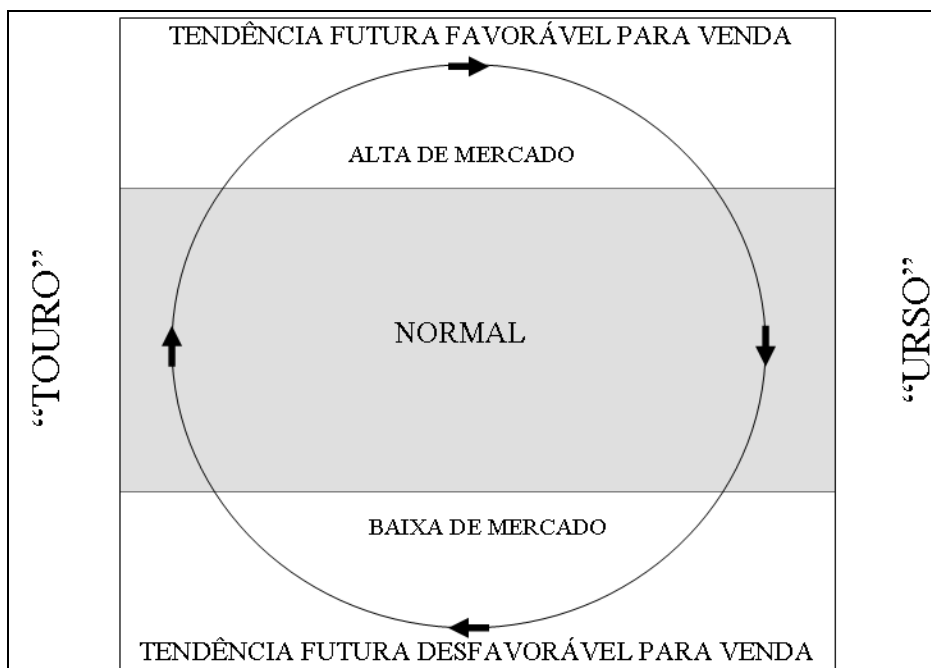 TENDÊNCIA FUTURA FAVORÁVEL PARA VENDA
ALTA DE MERCADO
“TOURO”
NORMAL
“URSO”
BAIXA DE MERCADO
TENDÊNCIA FUTURA DESFAVORÁVEL PARA VENDA